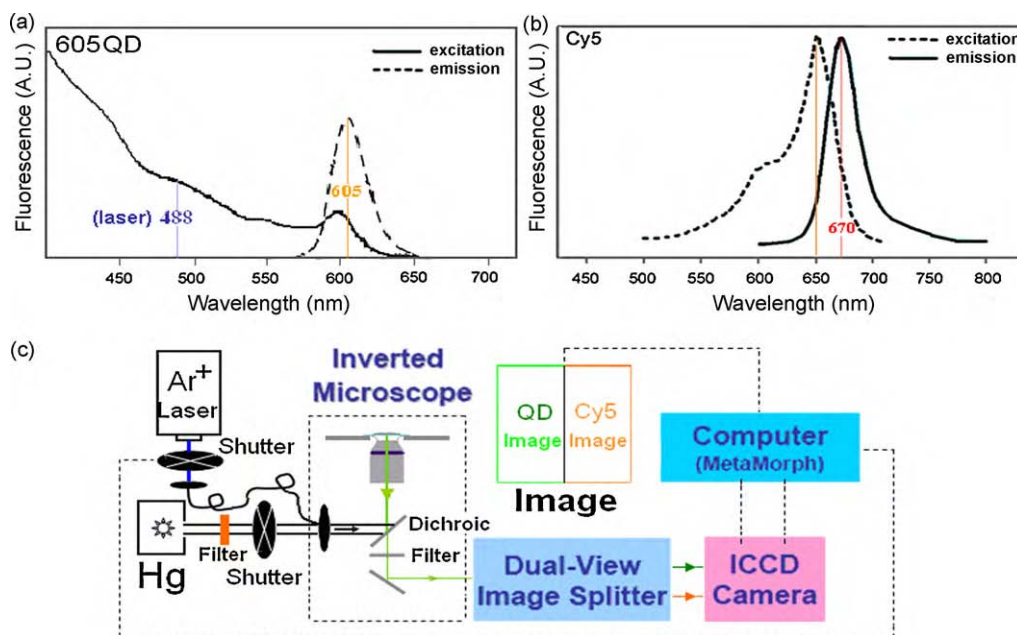 (a)
605QD
excitation
emission
Fluorescence (A.U.)
605
(laser) 488
450 500 550 600 650 700
Wavelength (nm)
(b)
Cy5
excitation
emission
Fluorescence (A.U.)
670
500 550 600 650 700 750 800
Wavelength (nm)
(c)
Ar+
Laser
Shutter
Hg
Filter
Shutter
Inverted
Microscope
Dichroic
Filter
QD
Image
Cy5
Image
Image
Dual-View
Image Splitter
ICCD
Camera
Computer
(MetaMorph)